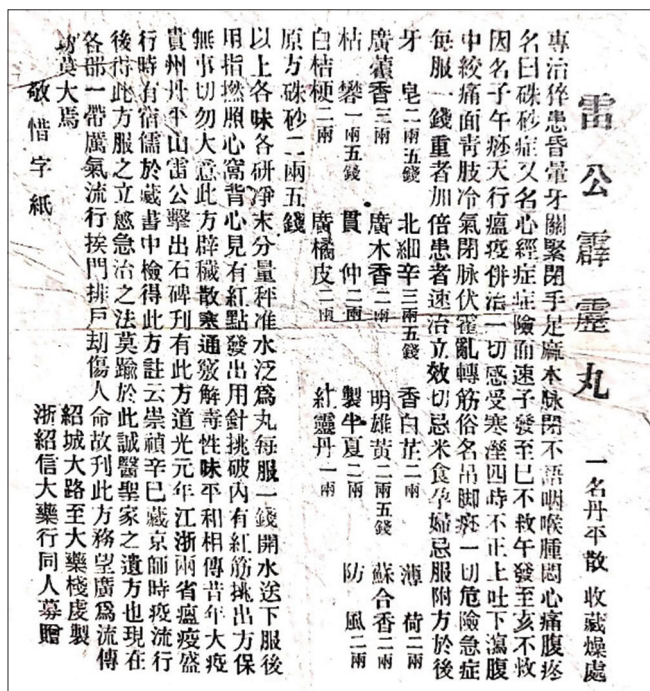 雷公霹靂丸 一名丹平散 收藏燥處
專治猝患昏暈牙關緊閉手足麻木脉閉不語咽喉腫悶心痛腹疼
名曰硃砂症又名心經症症險而速子發至巳不救午發至亥不救
因名子午痧天行瘟疫併治一切感受寒溼四時不正上吐下瀉腹
中絞痛面靑肢冷氣閉脉伏霍亂轉筋俗名吊脚痧一切危險急症
每服一錢重者加倍患者速治立效切忌米食孕婦忌服附方於後
牙皂二兩五錢 北細辛三兩五錢 香白芷二兩 薄荷二兩
廣藿香三兩 廣木香二兩 明雄黃二兩五錢 蘇合香二兩
枯礬一兩五錢 貫仲二兩 製半夏二兩 防風二兩
白桔梗二兩 廣橘皮二兩 紅靈丹一兩
原方硃砂二兩五錢
以上各味各研凈末分量秤准水泛爲丸每服一錢開水送下服後
用指撚照心窩背心見有紅點發出用針挑破內有紅筋挑出方保
無事切勿大意此方辟穢散寒通竅解毒性味平和相傳昔年大疫
貴州丹平山雷公擊出石碑刋有此方道光元年江浙兩省瘟疫盛
行時有宿儒於藏書中檢得此方註云崇禎辛巳藏京師時疫流行
後得此方服之立愈急治之法莫踰於此誠醫聖家之遺方也現在
各郡一帶厲氣流行挨門排戶刧傷人命故刋此方務望廣爲流傳
功莫大焉
紹城大路至大藥棧虔製
敬惜字紙
浙紹信大藥行同人募贈